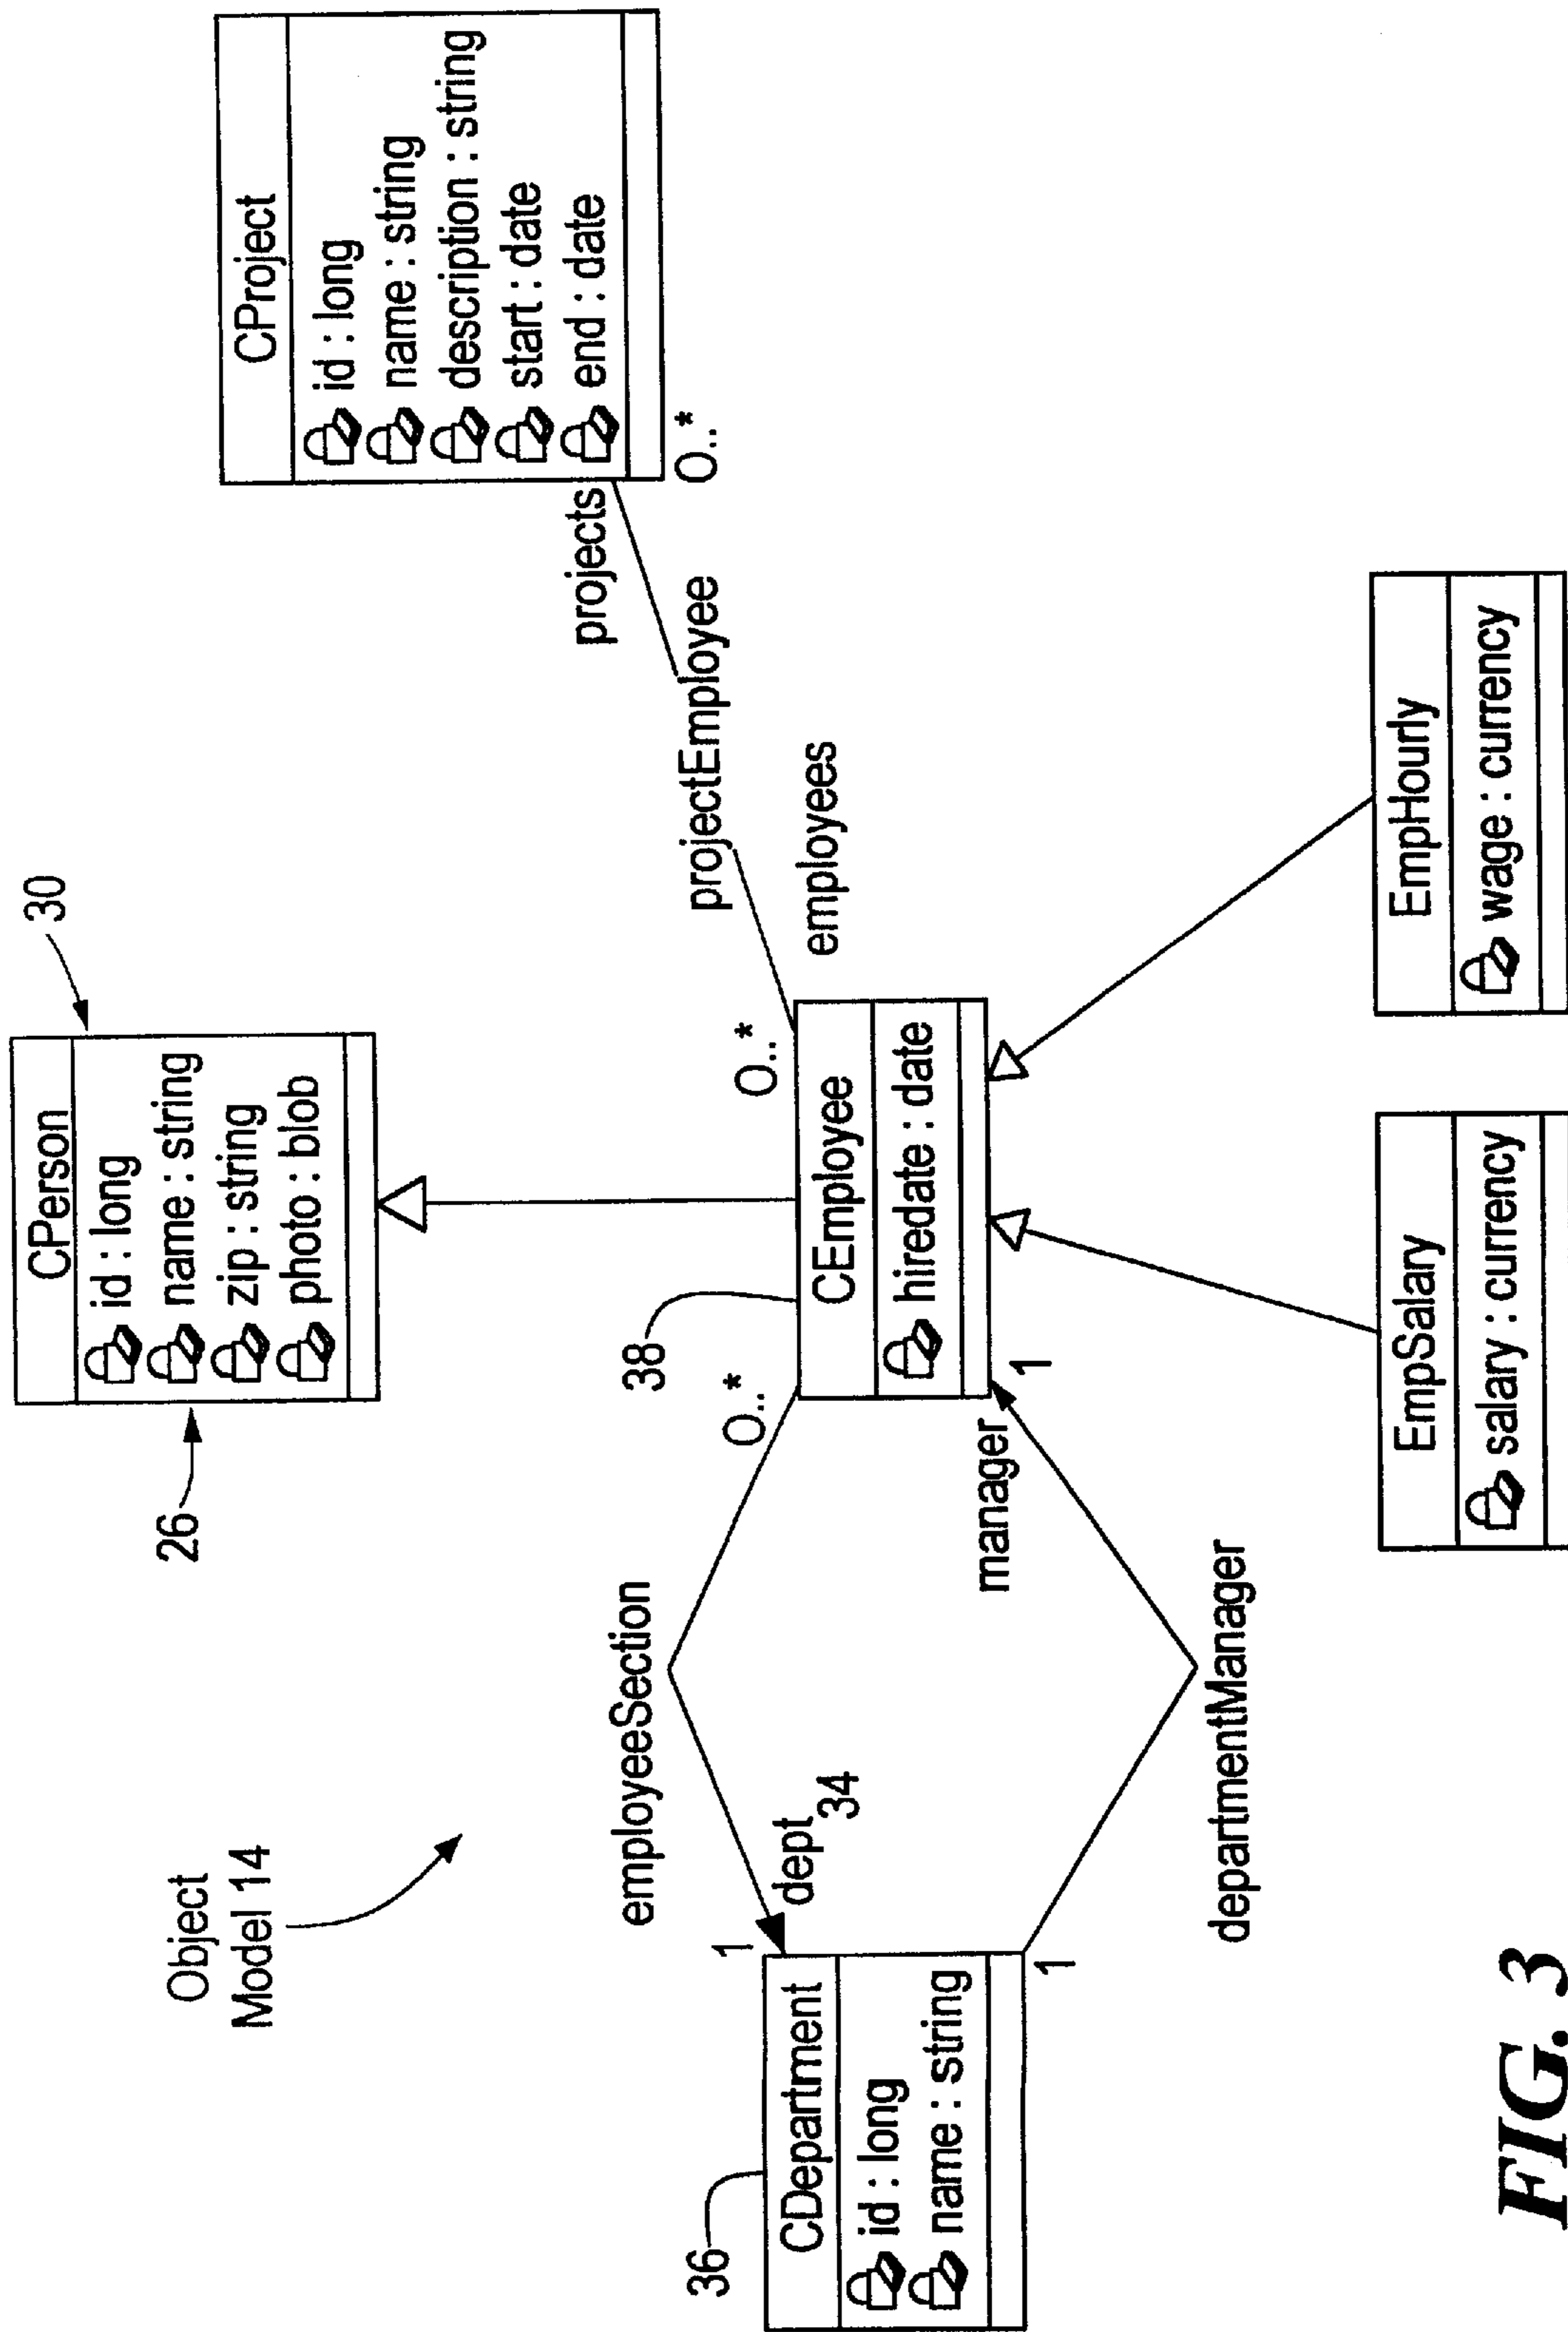 Object
Model 14
26
30
CPerson
id : long
name : string
zip : string
photo : blob
CProject
id : long
name : string
description : string
start : date
end : date
projects
0..*
projectEmployee
employees
0..*
employeeSection
0..*
38
CEmployee
hiredate : date
36
1
dept
34
CDepartment
id : long
name : string
1
manager
1
departmentManager
EmpSalary
salary : currency
EmpHourly
wage : currency
FIG. 3